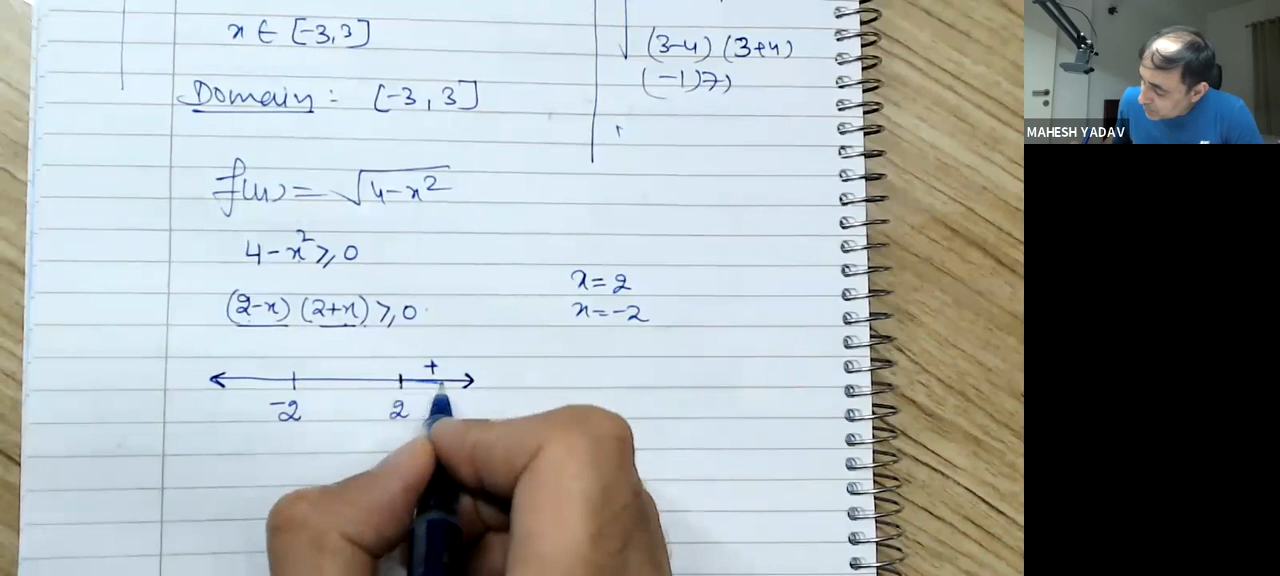 x ∈ [-3, 3]
Domain: [-3, 3]
f(x) = √4-x²
4-x² ≥ 0
(2-x) (2+x) ≥ 0
+
-2 2
(3-4) (3+4)
(-1)7)
x = 2
x = -2
MAHESH YADAV